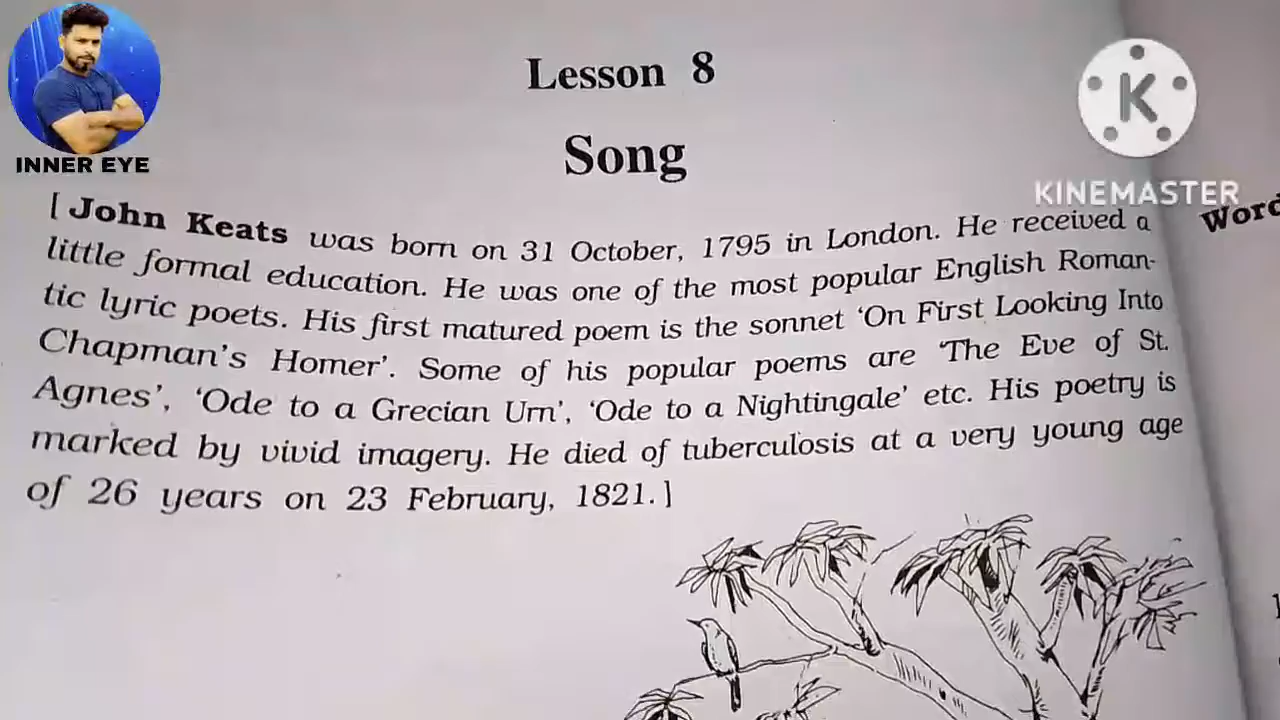 Lesson 8
Song
[ John Keats was born on 31 October, 1795 in London. He received a
little formal education. He was one of the most popular English Roman-
tic lyric poets. His first matured poem is the sonnet 'On First Looking Into
Chapman's Homer'. Some of his popular poems are 'The Eve of St.
Agnes', 'Ode to a Grecian Urn', 'Ode to a Nightingale' etc. His poetry is
marked by vivid imagery. He died of tuberculosis at a very young age
of 26 years on 23 February, 1821. ]
INNER EYE
K
KINEMASTER